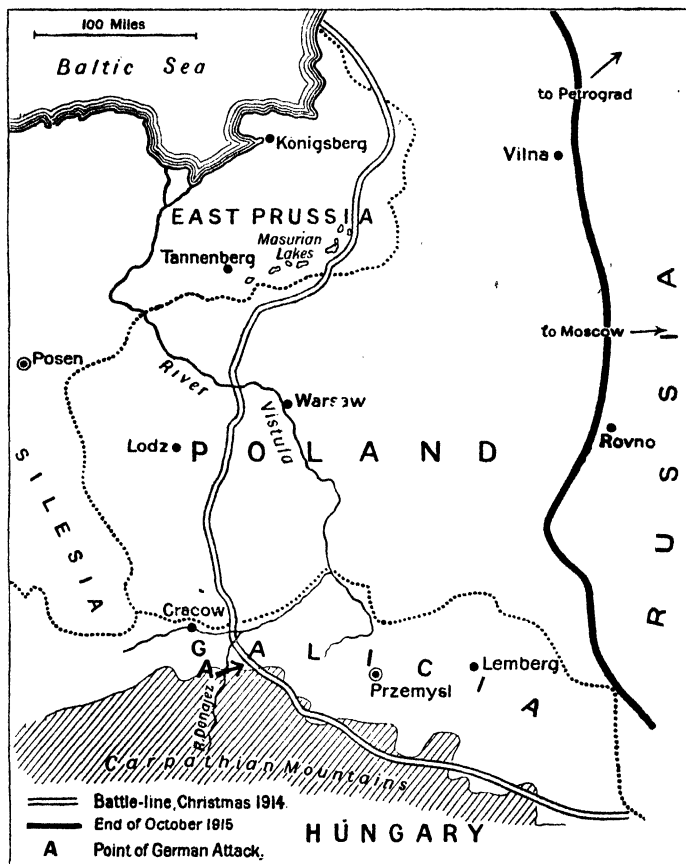 100 Miles
Baltic Sea
to Petrograd
Königsberg
Vilna
EAST PRUSSIA
Masurian
Lakes
Tannenberg
to Moscow
Posen
River
Vistula
Warsaw
Lodz
POLAND
Rovno
SILESIA
RUSSIA
Cracow
GALICIA
A
Lemberg
Przemysl
R. Donajez
Carpathian Mountains
Battle-line, Christmas 1914.
End of October 1915
HUNGARY
A Point of German Attack.